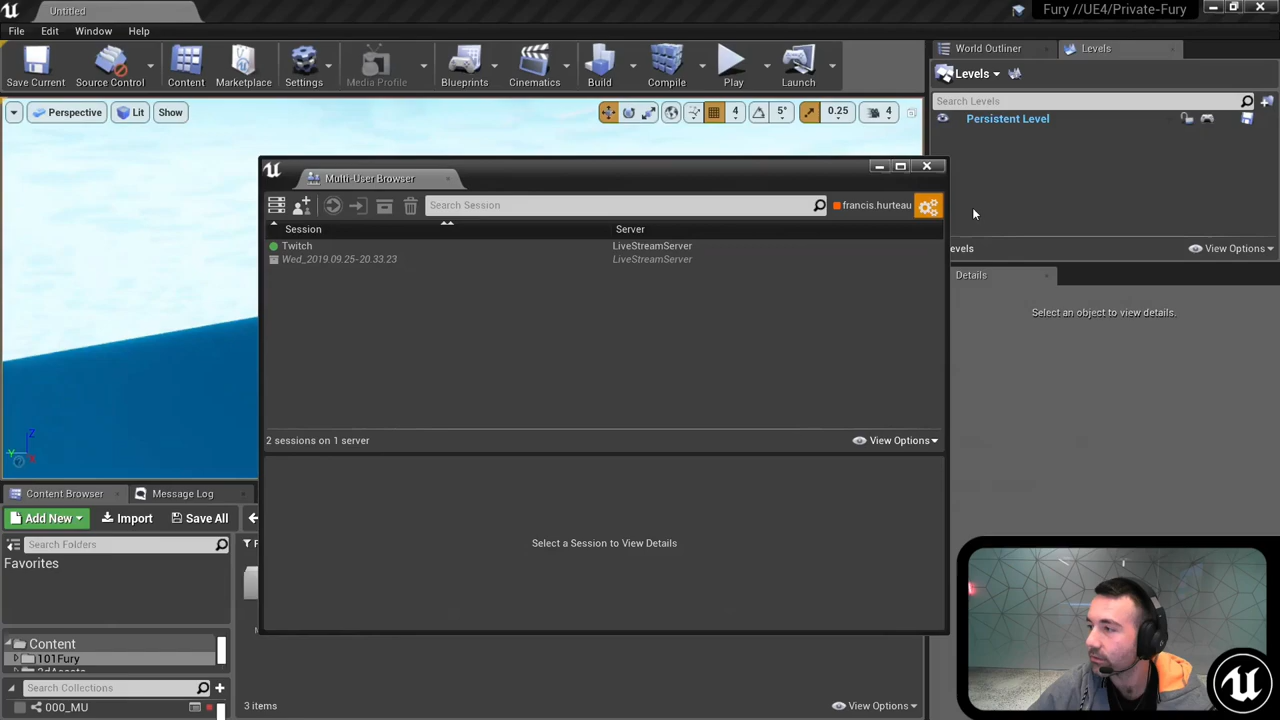 Untitled
Fury //UE4/Private-Fury
File Edit Window Help
Save Current
Source Control
Content
Marketplace
Settings
Media Profile
Blueprints
Cinematics
Build
Compile
Play
Launch
World Outliner
Levels
Levels
Search Levels
Persistent Level
Perspective
Lit
Show
4
5°
0.25
4
Multi-User Browser
Search Session
francis.hurteau
Session Server
Twitch LiveStreamServer
Wed_2019.09.25-20.33.23 LiveStreamServer
2 sessions on 1 server
View Options
Select a Session to View Details
evels
View Options
Details
Select an object to view details.
Z
Y
Content Browser
Message Log
Add New
Import
Save All
Search Folders
Favorites
Content
101Fury
Search Collections
000_MU
3 items
View Options